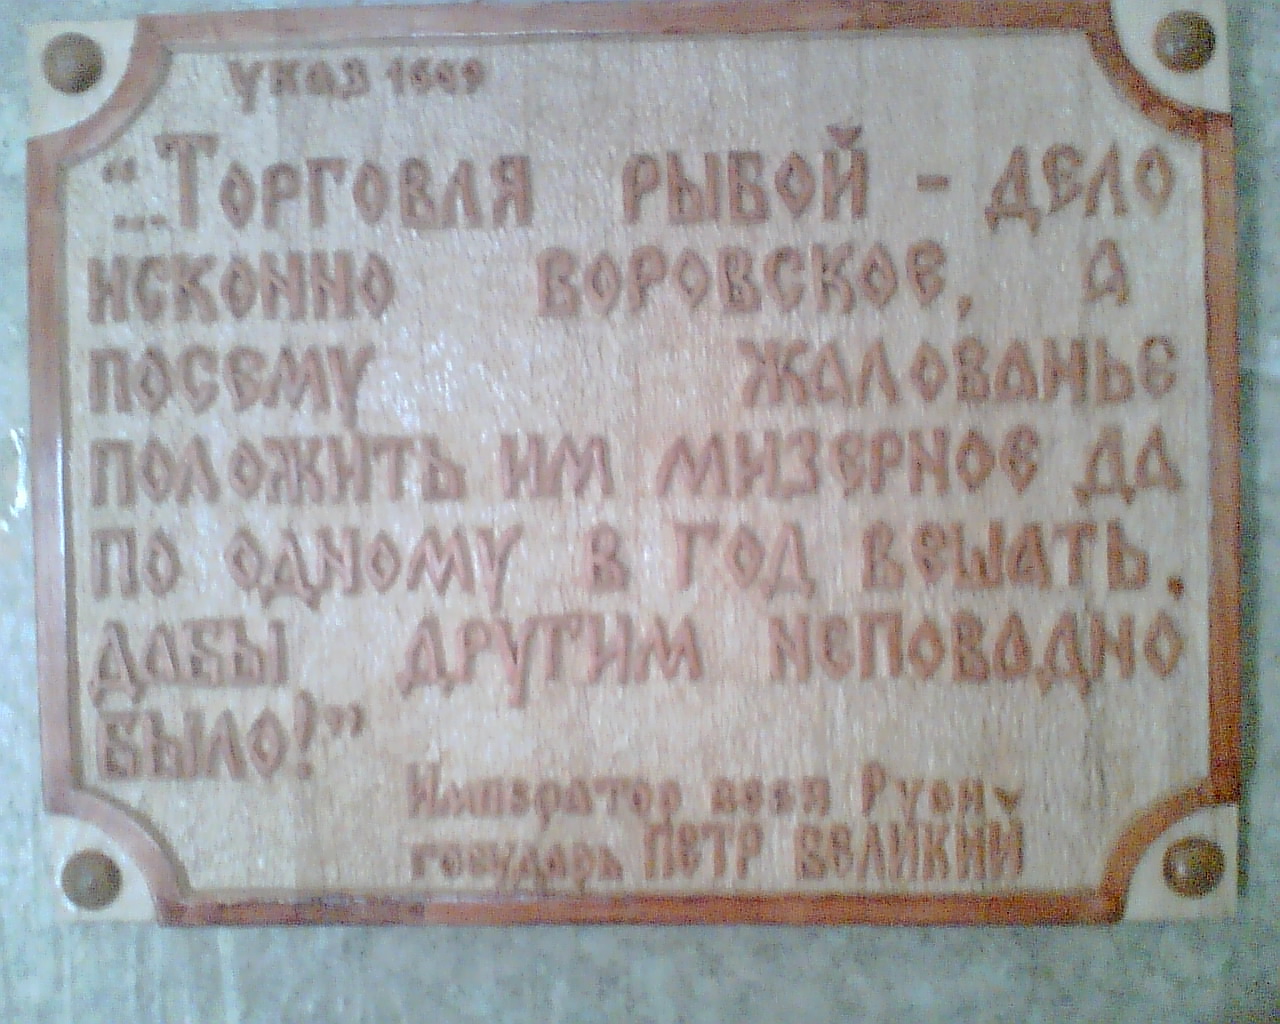 Указ 1669
“...Торговля рыбой - дело
исконно воровское, а
посему жалованье
положить им мизерное да
по одному в год вешать,
дабы другим неповадно
было!”
Император всея Руси
государь ПЕТР ВЕЛИКИЙ